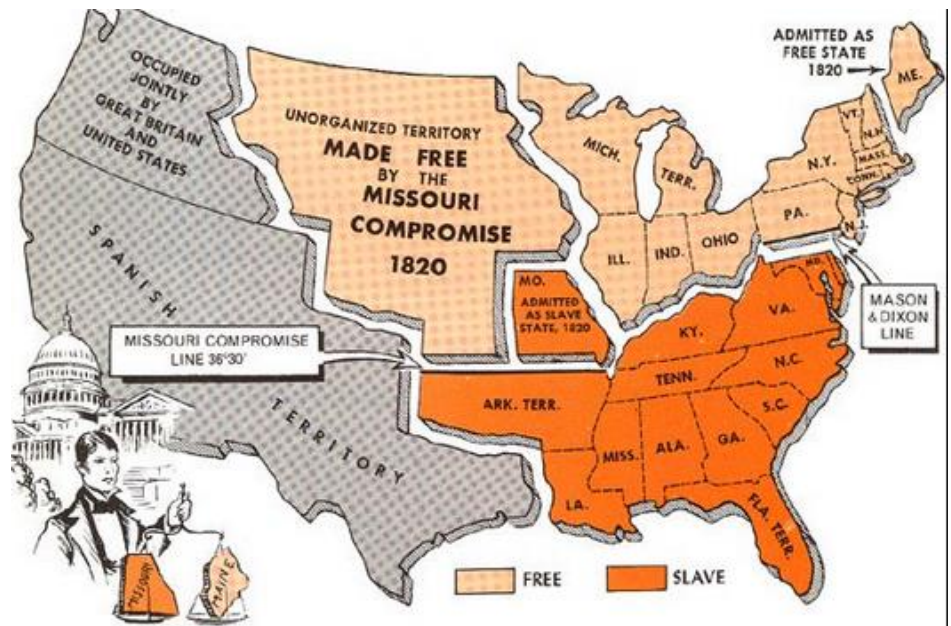 ADMITTED AS
FREE STATE
1820
ME.
OCCUPIED
JOINTLY
BY
GREAT BRITAIN
AND
UNITED STATES
UNORGANIZED TERRITORY
MADE FREE
BY THE
MISSOURI
COMPROMISE
1820
MICH.
TERR.
VT.
N.H.
N.Y.
MASS.
CONN.
PA.
N.J.
ILL.
IND.
OHIO
SPANISH
TERRITORY
MO.
ADMITTED
AS SLAVE
STATE, 1820
MD.
VA.
KY.
MASON
& DIXON
LINE
MISSOURI COMPROMISE
LINE 36°30'
N.C.
TENN.
ARK. TERR.
S.C.
MISS.
ALA.
GA.
LA.
FLA. TERR.
MISSOURI
MAINE
FREE
SLAVE